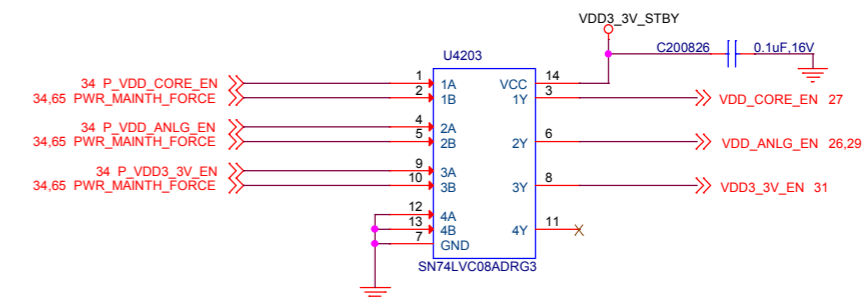 VDD3_3V_STBY
C200826 0.1uF,16V
U4203
34 P_VDD_CORE_EN 1 1A VCC 14
34,65 PWR_MAINTH_FORCE 2 1B 1Y 3 VDD_CORE_EN 27
34 P_VDD_ANLG_EN 4 2A
34,65 PWR_MAINTH_FORCE 5 2B 2Y 6 VDD_ANLG_EN 26,29
34 P_VDD3_3V_EN 9 3A
34,65 PWR_MAINTH_FORCE 10 3B 3Y 8 VDD3_3V_EN 31
12 4A
13 4B 4Y 11
7 GND
SN74LVC08ADRG3